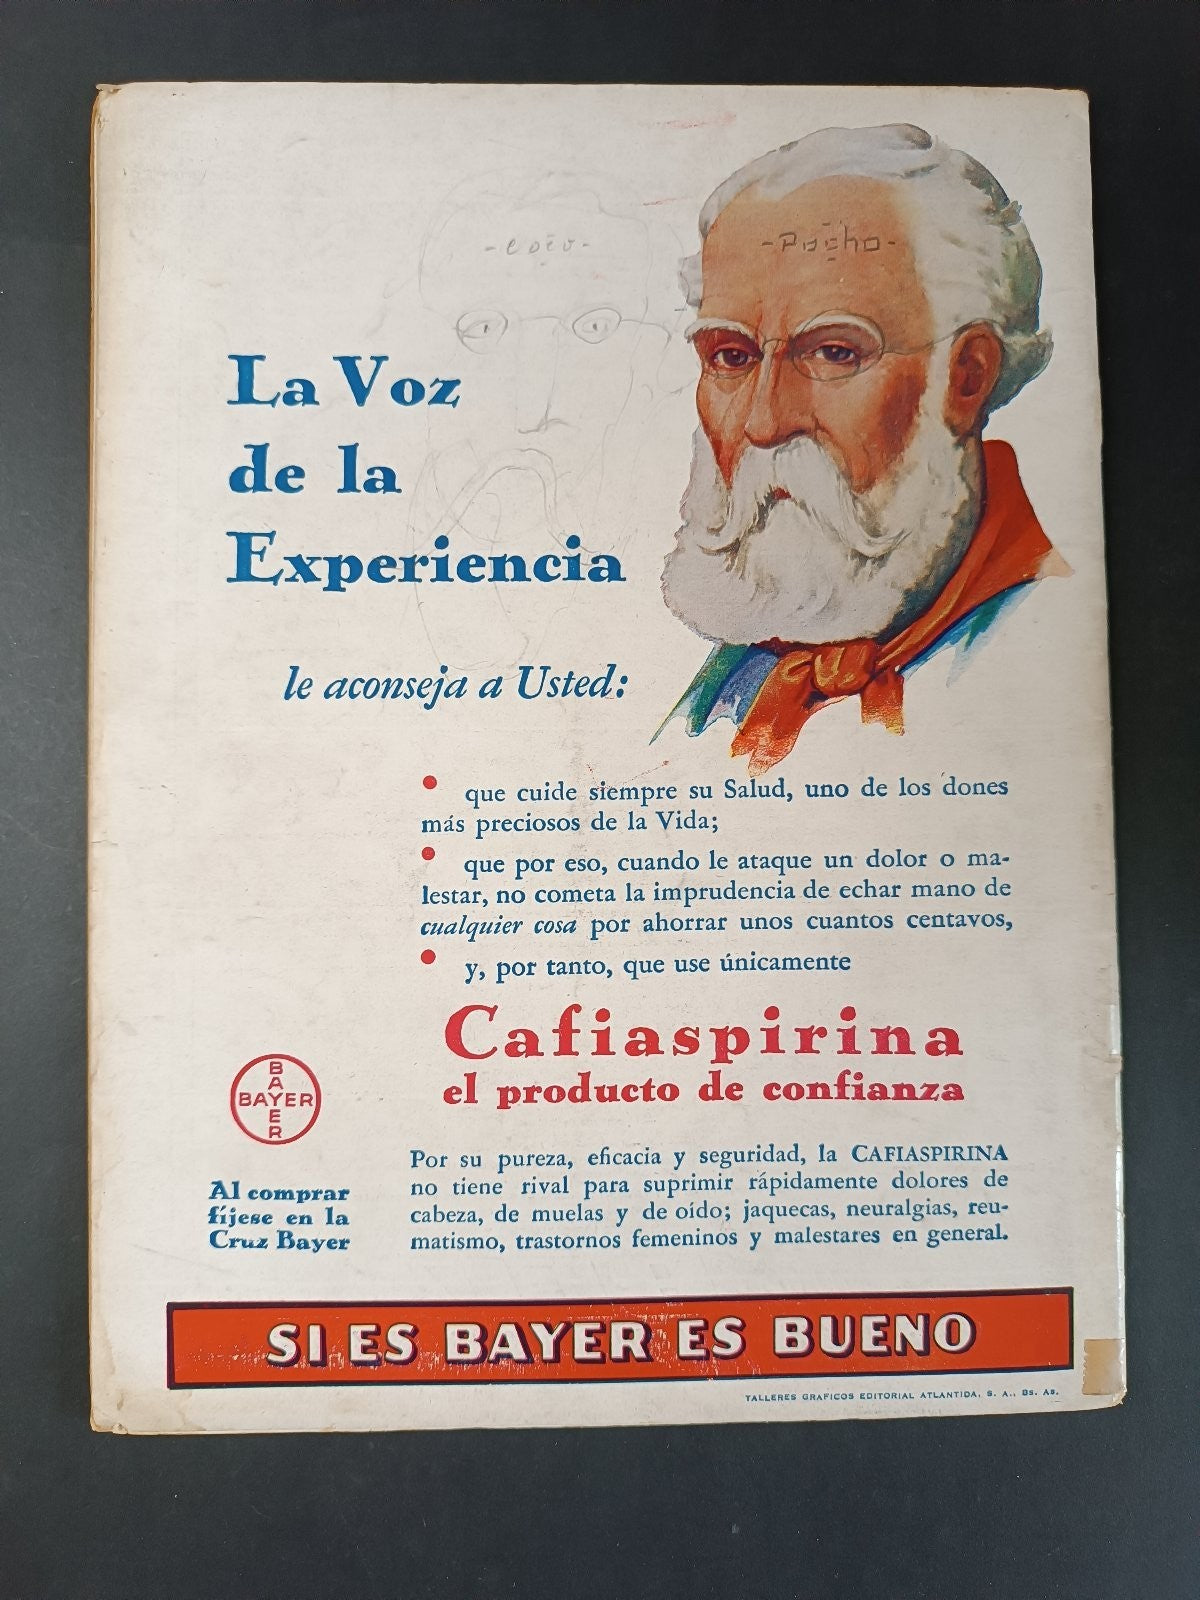 -coco-
-Pocho-
La Voz
de la
Experiencia
le aconseja a Usted:
• que cuide siempre su Salud, uno de los dones
más preciosos de la Vida;
• que por eso, cuando le ataque un dolor o ma-
lestar, no cometa la imprudencia de echar mano de
cualquier cosa por ahorrar unos cuantos centavos,
• y, por tanto, que use únicamente
Cafiaspirina
el producto de confianza
BAYER
BAYER
Al comprar
fíjese en la
Cruz Bayer
Por su pureza, eficacia y seguridad, la CAFIASPIRINA
no tiene rival para suprimir rápidamente dolores de
cabeza, de muelas y de oído; jaquecas, neuralgias, reu-
matismo, trastornos femeninos y malestares en general.
SI ES BAYER ES BUENO
TALLERES GRAFICOS EDITORIAL ATLANTIDA, S. A., Bs. As.